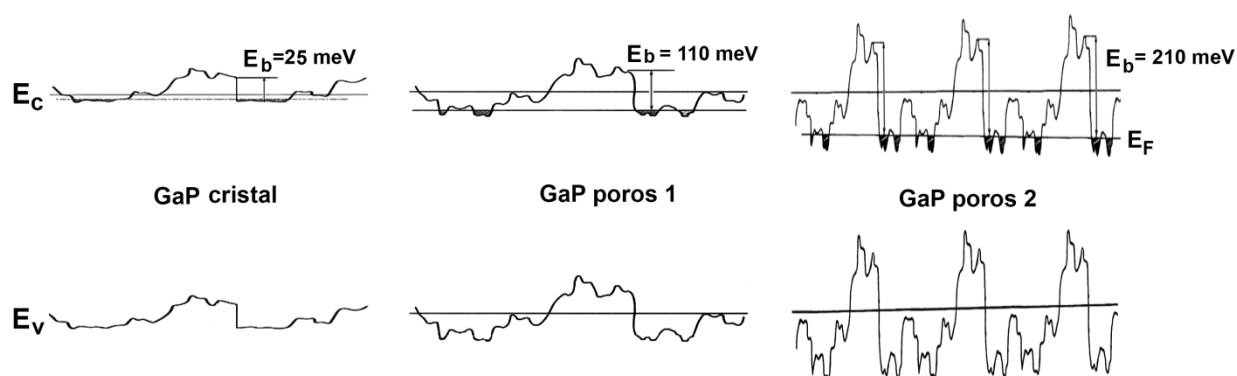 E_b=25 meV
E_b= 110 meV
E_b= 210 meV
E_C
E_F
GaP cristal
GaP poros 1
GaP poros 2
E_V